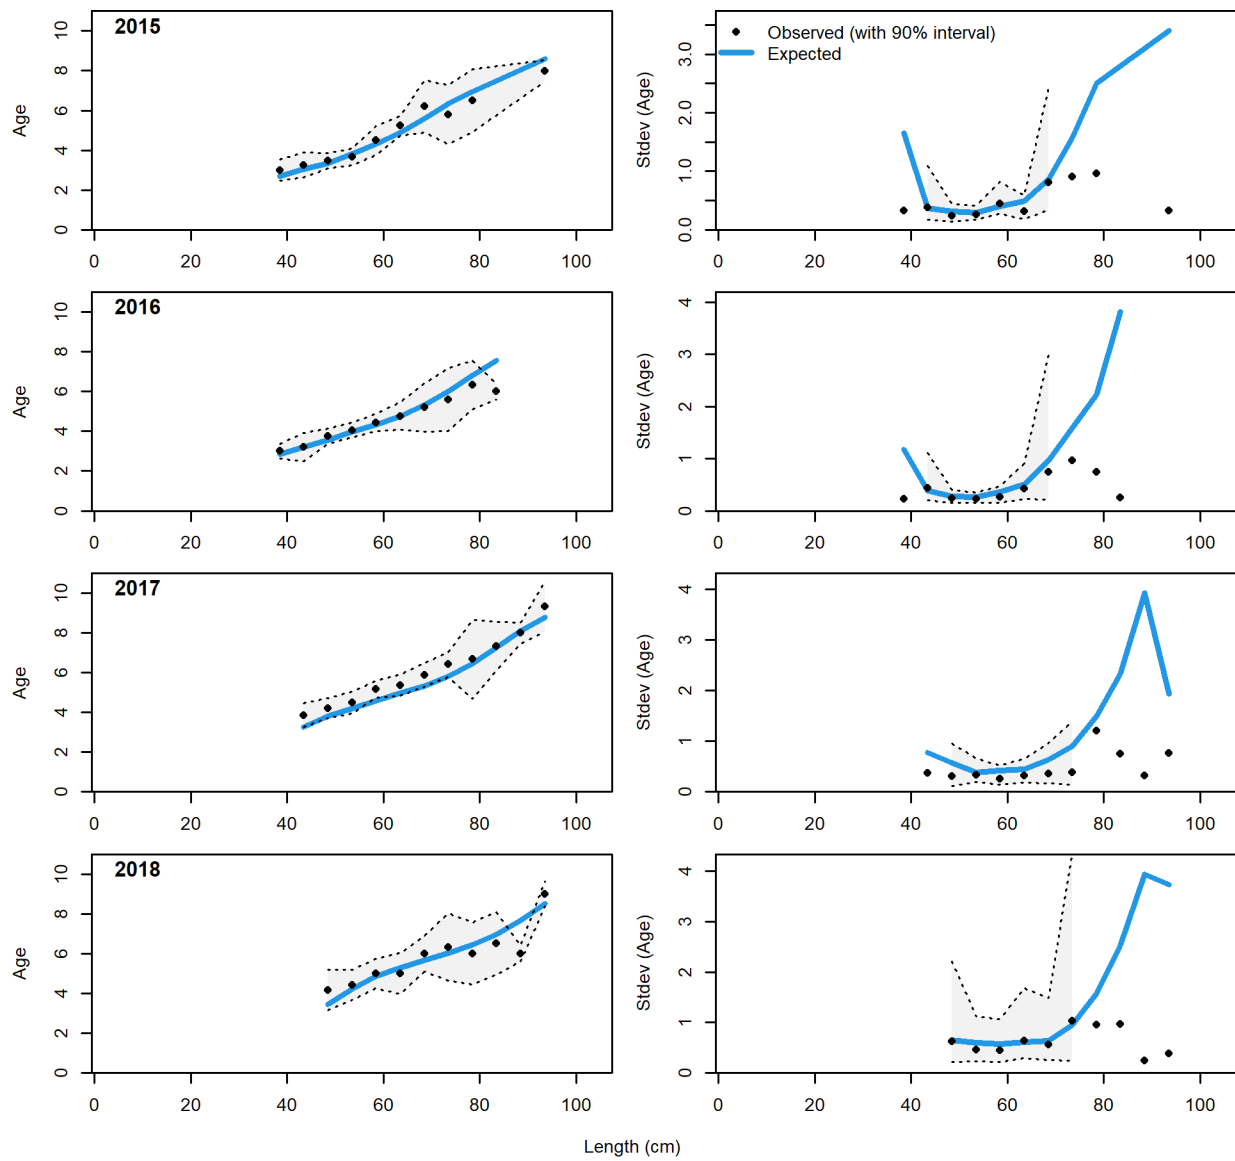 2015
Age
0 2 4 6 8 10
0 20 40 60 80 100
Observed (with 90% interval)
Expected
Stdev (Age)
0.0 1.0 2.0 3.0
0 20 40 60 80 100
2016
Age
0 2 4 6 8 10
0 20 40 60 80 100
Stdev (Age)
0 1 2 3 4
0 20 40 60 80 100
2017
Age
0 2 4 6 8 10
0 20 40 60 80 100
Stdev (Age)
0 1 2 3 4
0 20 40 60 80 100
2018
Age
0 2 4 6 8 10
0 20 40 60 80 100
Stdev (Age)
0 1 2 3 4
0 20 40 60 80 100
Length (cm)